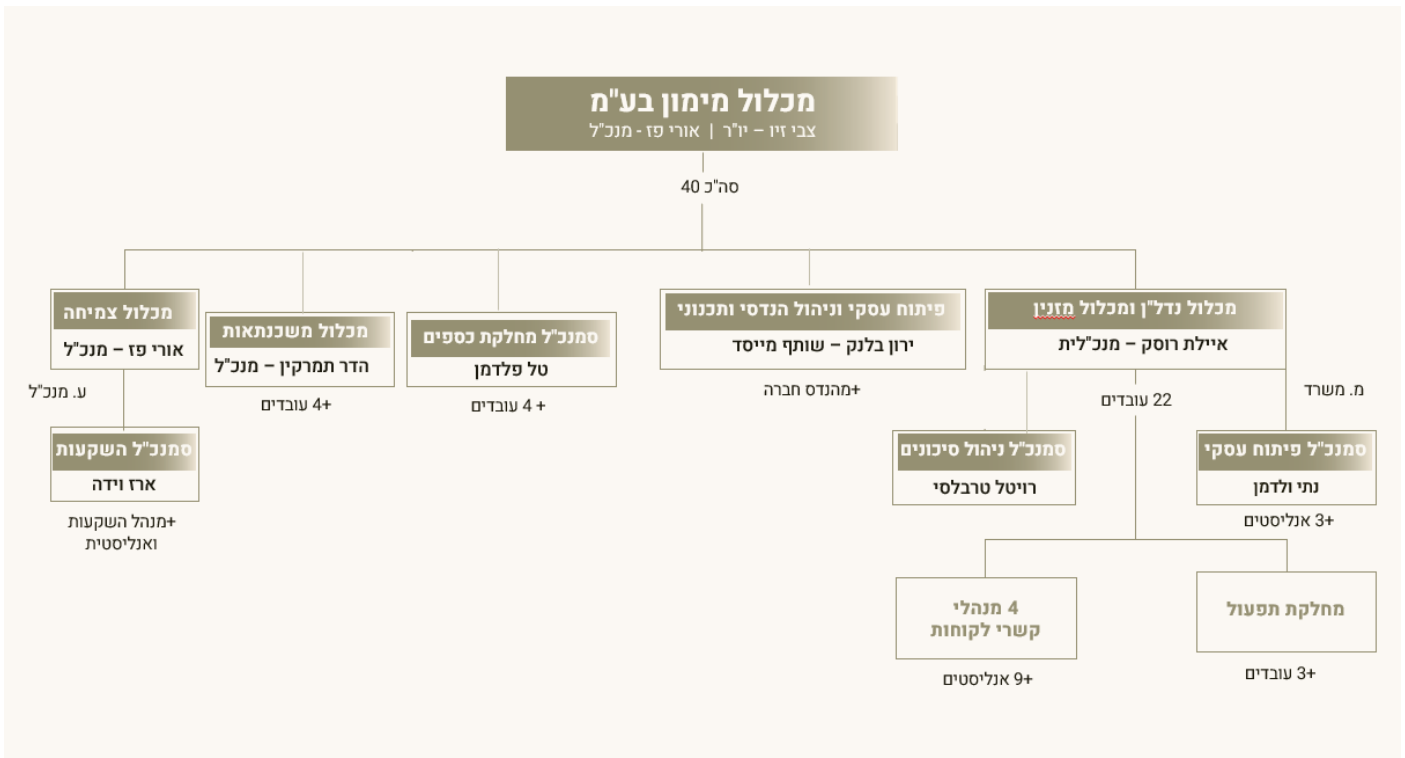 מכלול מימון בע"מ
צבי זיו – יו"ר | אורי פז - מנכ"ל
סה"כ 40
מכלול נדל"ן ומכלול מזנין
איילת רוסק – מנכ"לית
22 עובדים
מ. משרד
סמנכ"ל פיתוח עסקי
נתי ולדמן
+3 אנליסטים
סמנכ"ל ניהול סיכונים
רויטל טרבלסי
מחלקת תפעול
+3 עובדים
4 מנהלי
קשרי לקוחות
+9 אנליסטים
פיתוח עסקי וניהול הנדסי ותכנוני
ירון בלנק – שותף מייסד
+מהנדס חברה
סמנכ"ל מחלקת כספים
טל פלדמן
+ 4 עובדים
מכלול משכנתאות
הדר תמרקין – מנכ"ל
+4 עובדים
מכלול צמיחה
אורי פז – מנכ"ל
ע. מנכ"ל
סמנכ"ל השקעות
ארז וידה
+מנהל השקעות
ואנליסטית